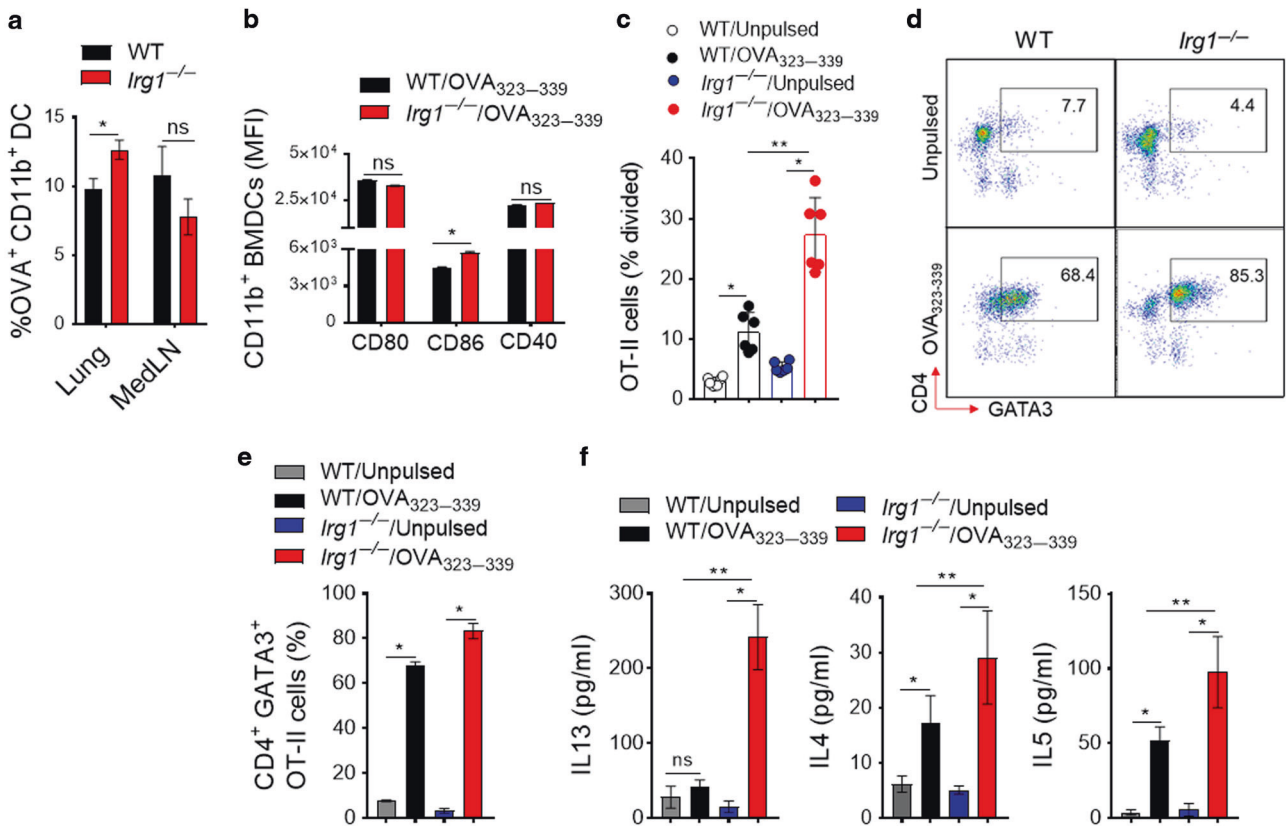 a
WT
Irg1−/−
%OVA+ CD11b+ DC
15
10
5
0
*
ns
Lung
MedLN
b
WT/OVA323–339
Irg1−/−/OVA323–339
CD11b+ BMDCs (MFI)
5×10⁴
2.5×10⁴
6×10³
3×10³
ns
*
ns
CD80
CD86
CD40
c
WT/Unpulsed
WT/OVA323–339
Irg1−/−/Unpulsed
Irg1−/−/OVA323–339
OT-II cells (% divided)
40
30
20
10
0
**
*
*
d
WT
Irg1−/−
Unpulsed
7.7
4.4
OVA323-339
68.4
85.3
CD4
GATA3
e
WT/Unpulsed
WT/OVA323–339
Irg1−/−/Unpulsed
Irg1−/−/OVA323–339
CD4+ GATA3+
OT-II cells (%)
100
80
60
40
20
0
*
*
f
WT/Unpulsed
WT/OVA323–339
Irg1−/−/Unpulsed
Irg1−/−/OVA323–339
IL13 (pg/ml)
300
200
100
0
**
*
ns
IL4 (pg/ml)
40
30
20
10
0
**
*
*
IL5 (pg/ml)
150
100
50
0
**
*
*